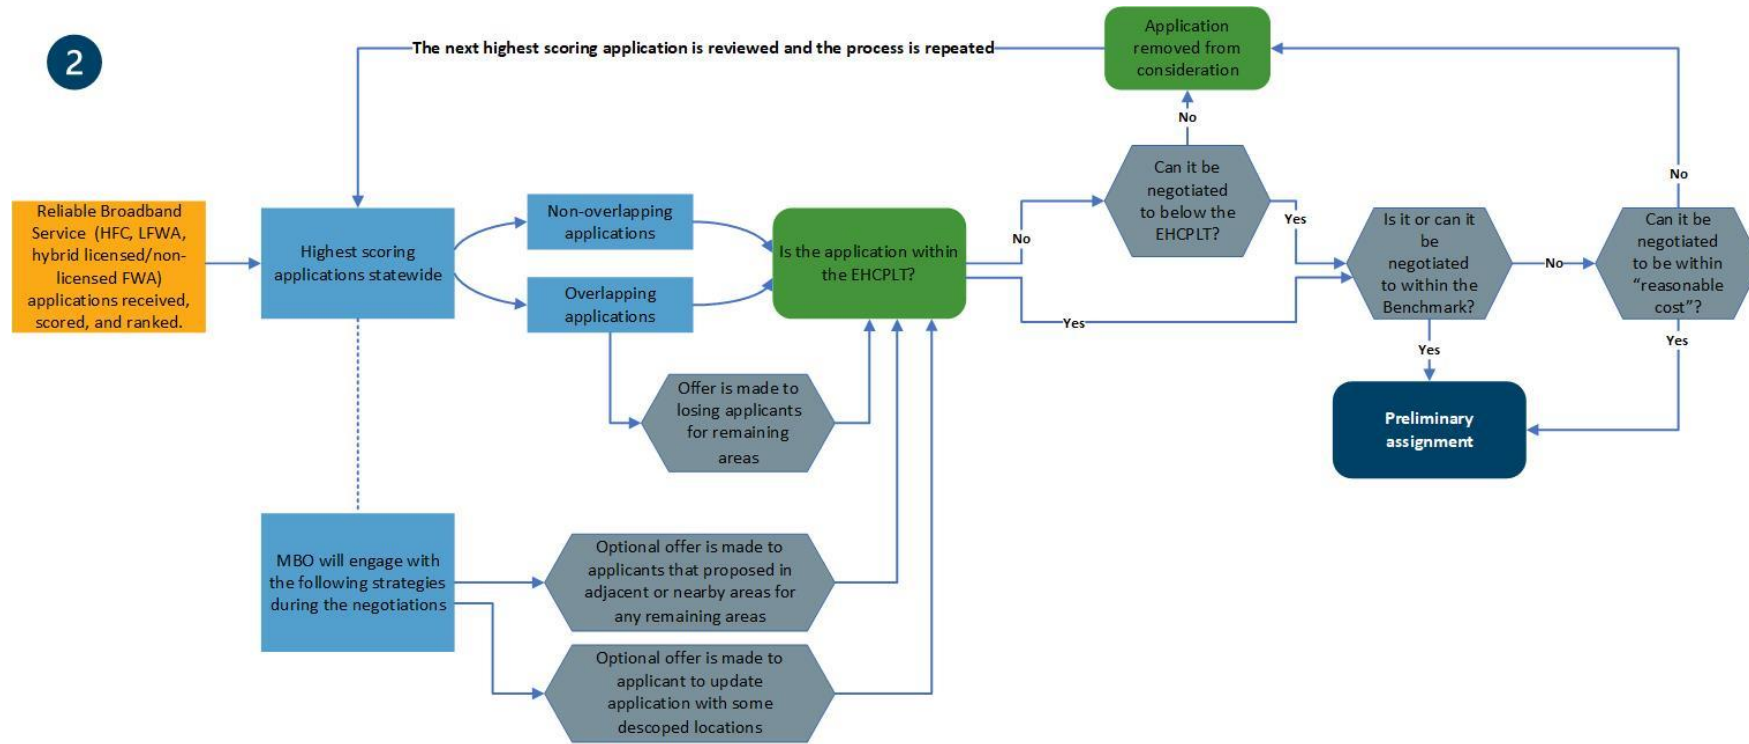 2
The next highest scoring application is reviewed and the process is repeated
Application
removed from
consideration
No
Can it be
negotiated
to below the
EHCPLT?
Yes
No
Reliable Broadband
Service (HFC, LFWA,
hybrid licensed/non-
licensed FWA)
applications received,
scored, and ranked.
Highest scoring
applications statewide
Non-overlapping
applications
Overlapping
applications
Is the application within
the EHCPLT?
No
Yes
Is it or can it
be
negotiated
to within the
Benchmark?
No
Can it be
negotiated
to be within
“reasonable
cost”?
Yes
Yes
Preliminary
assignment
Offer is made to
losing applicants
for remaining
areas
MBO will engage with
the following strategies
during the negotiations
Optional offer is made to
applicants that proposed in
adjacent or nearby areas for
any remaining areas
Optional offer is made to
applicant to update
application with some
descoped locations